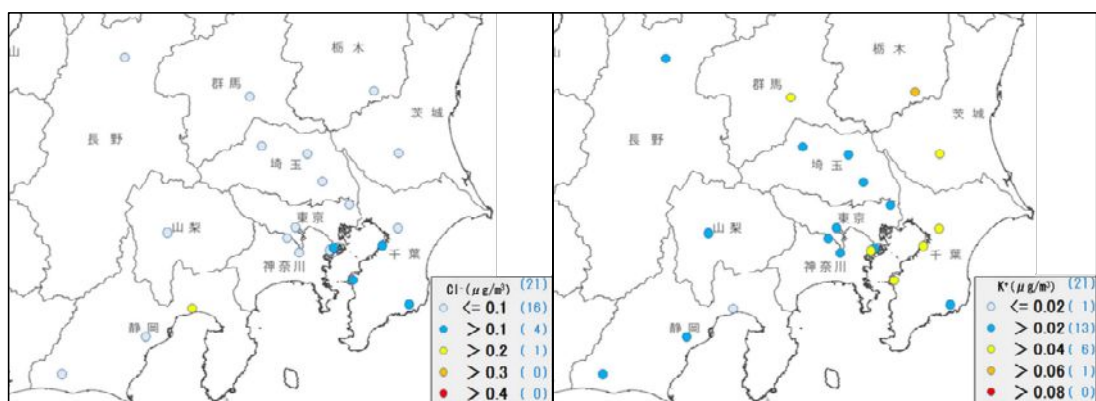 山
栃 木
群 馬
茨 城
長 野
埼 玉
山 梨
東 京
千 葉
神 奈 川
静 岡
Cl⁻(μg/m³) (21)
<= 0.1 (16)
> 0.1 ( 4)
> 0.2 ( 1)
> 0.3 ( 0)
> 0.4 ( 0)
栃 木
群 馬
茨 城
長 野
埼 玉
山 梨
東 京
千 葉
神 奈 川
静 岡
K⁺(μg/m³) (21)
<= 0.02 ( 1)
> 0.02 (13)
> 0.04 ( 6)
> 0.06 ( 1)
> 0.08 ( 0)